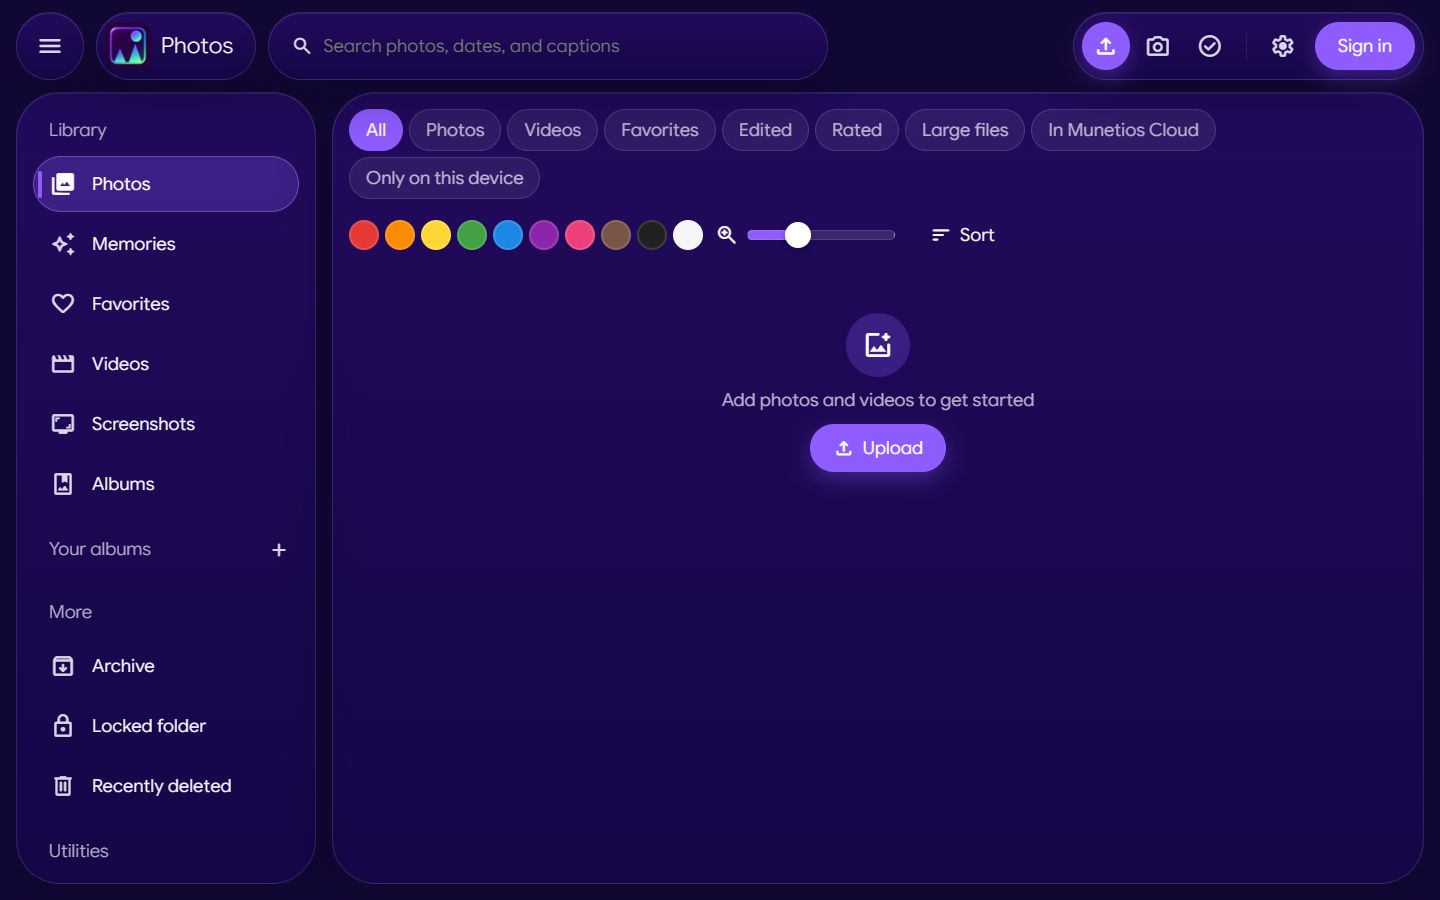 Photos
Search photos, dates, and captions
Sign in
Library
Photos
Memories
Favorites
Videos
Screenshots
Albums
Your albums
More
Archive
Locked folder
Recently deleted
Utilities
All
Photos
Videos
Favorites
Edited
Rated
Large files
In Munetios Cloud
Only on this device
Sort
Add photos and videos to get started
Upload